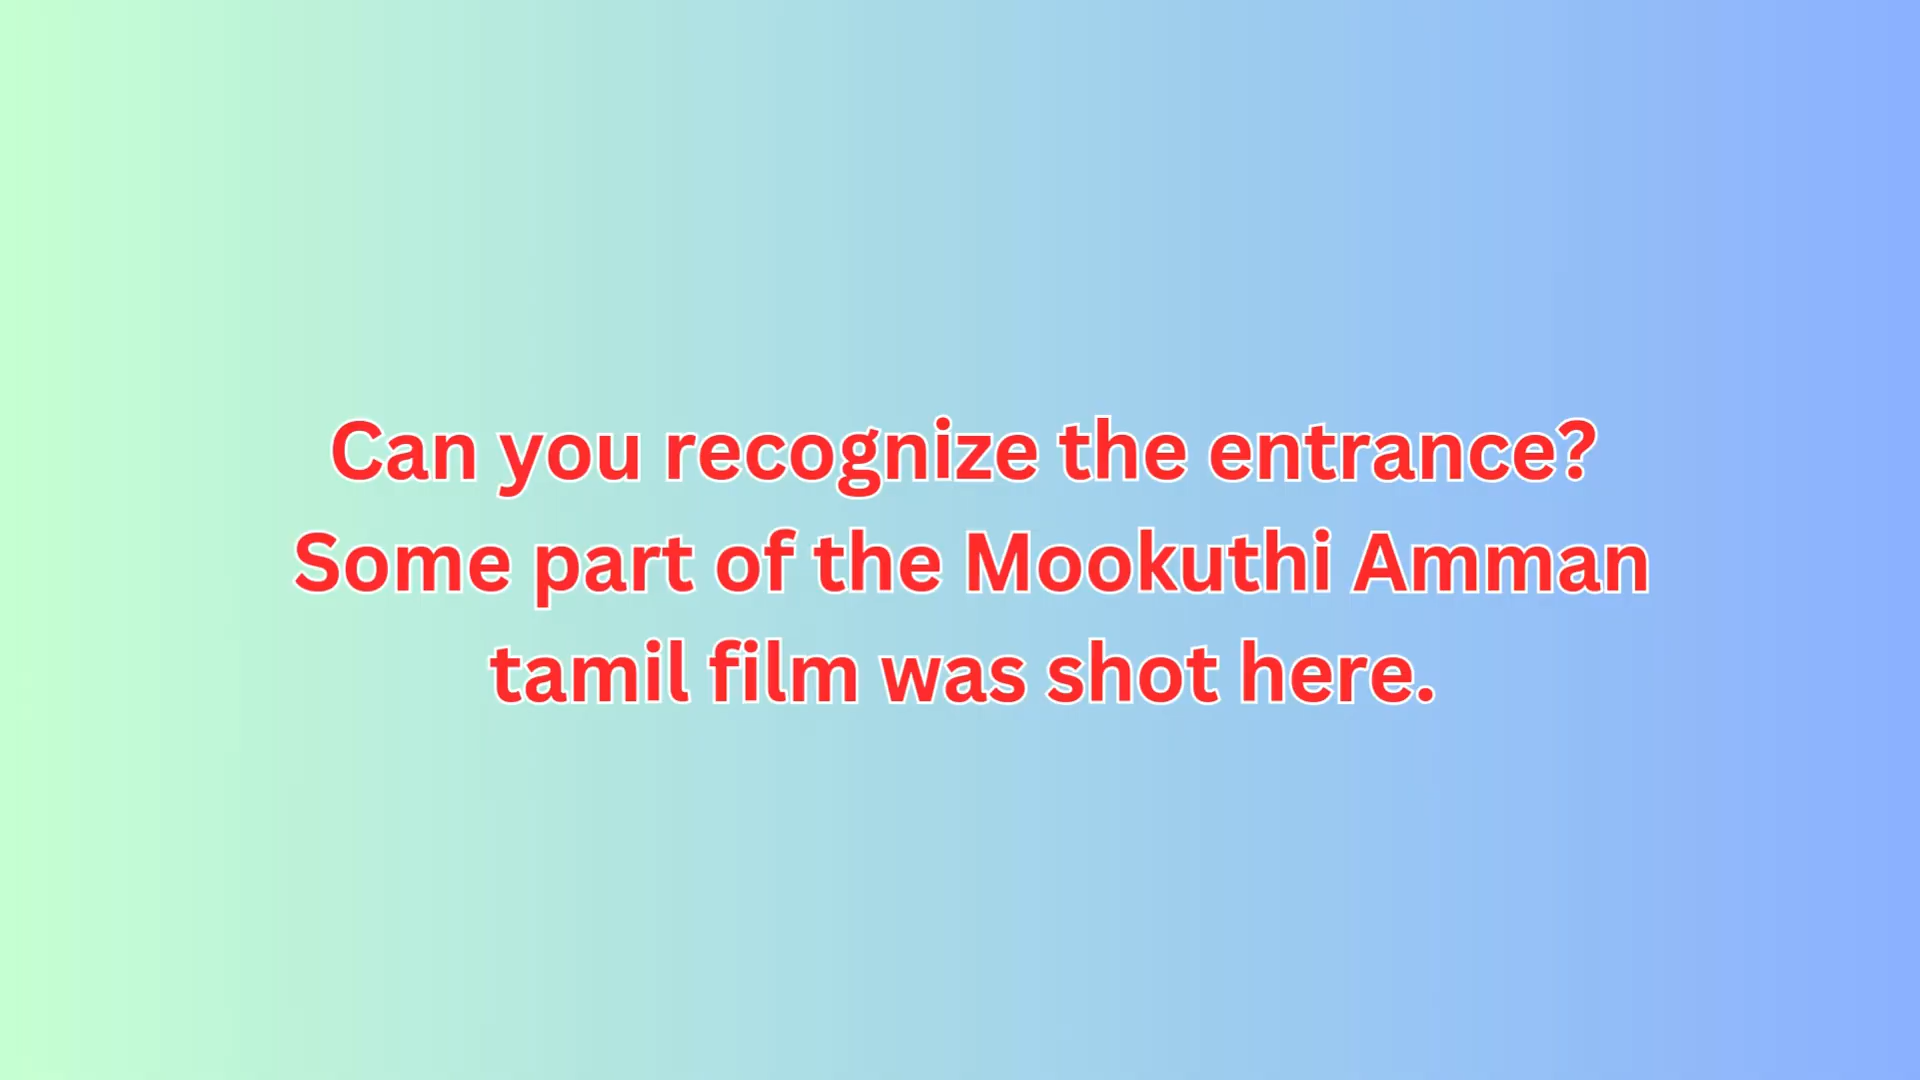 Can you recognize the entrance?
Some part of the Mookuthi Amman
tamil film was shot here.